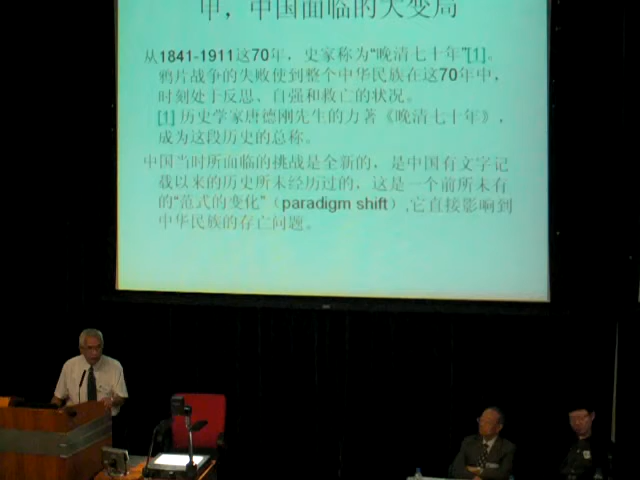 甲，中国面临的大变局
从1841-1911这70年，史家称为“晚清七十年”[1]。
鸦片战争的失败使到整个中华民族在这70年中，
时刻处于反思、自强和救亡的状况。
[1] 历史学家唐德刚先生的力著《晚清七十年》，
成为这段历史的总称。
中国当时所面临的挑战是全新的，是中国有文字记
载以来的历史所未经历过的，这是一个前所未有
的“范式的变化”（paradigm shift）,它直接影响到
中华民族的存亡问题。